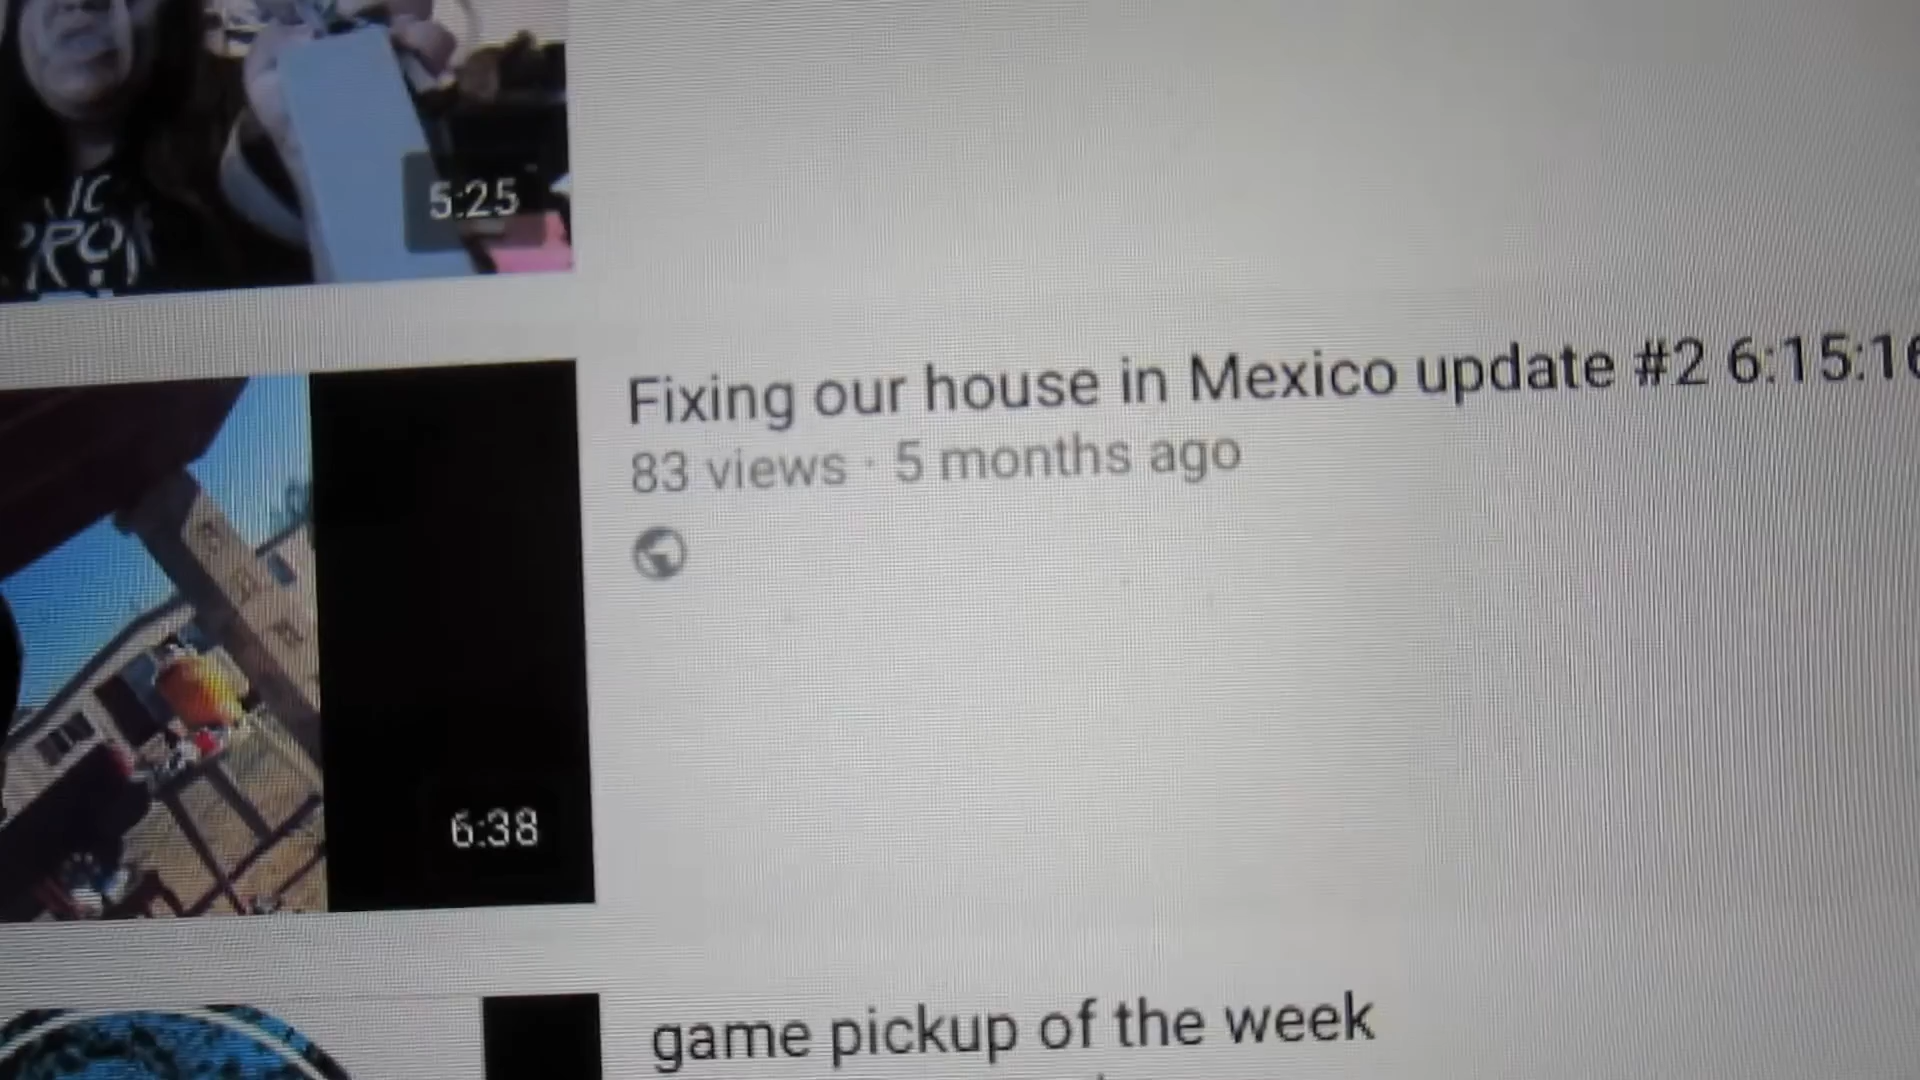 5:25
Fixing our house in Mexico update #2 6:15:16
83 views · 5 months ago
6:38
game pickup of the week